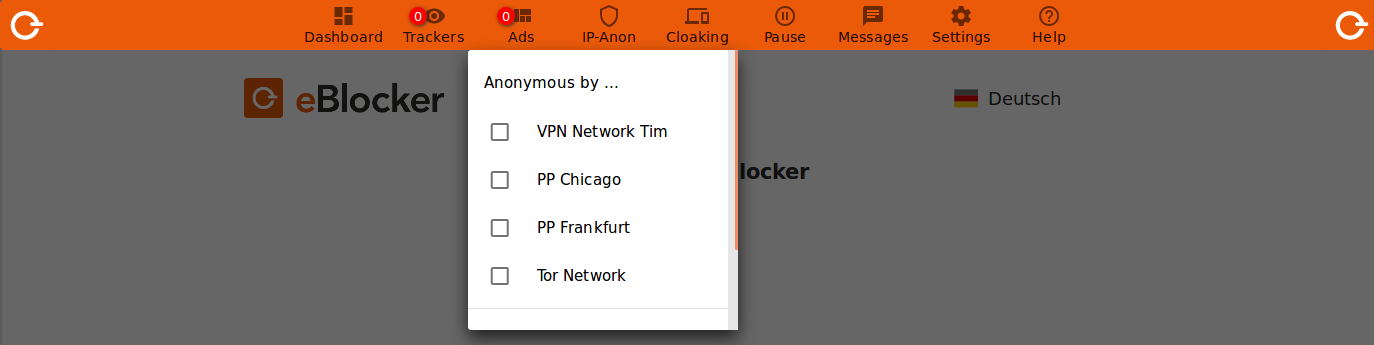 0
0
Dashboard Trackers Ads IP-Anon Cloaking Pause Messages Settings Help
eBlocker
Deutsch
Anonymous by ...
VPN Network Tim
locker
PP Chicago
PP Frankfurt
Tor Network